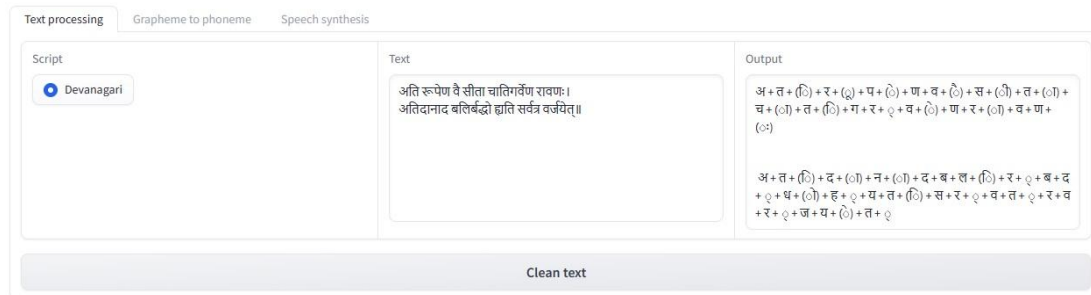 Text processing
Grapheme to phoneme
Speech synthesis
Script
Devanagari
Text
अति रूपेण वै सीता चातिगर्वेण रावणः।
अतिदानाद बलिर्बद्धो ह्यति सर्वत्र वर्जयेत्॥
Output
अ + त + (ि) + र + (ू) + प + (े) + ण + व + (ै) + स + (ी) + त + (ा) +
च + (ा) + त + (ि) + ग + र + ् + व + (े) + ण + र + (ा) + व + ण +
(ः)
अ + त + (ि) + द + (ा) + न + (ा) + द + ब + ल + (ि) + र + ् + ब + द
+ ् + ध + (ो) + ह + ् + य + त + (ि) + स + र + ् + व + त + ् + र + व
+ र + ् + ज + य + (े) + त + ्
Clean text